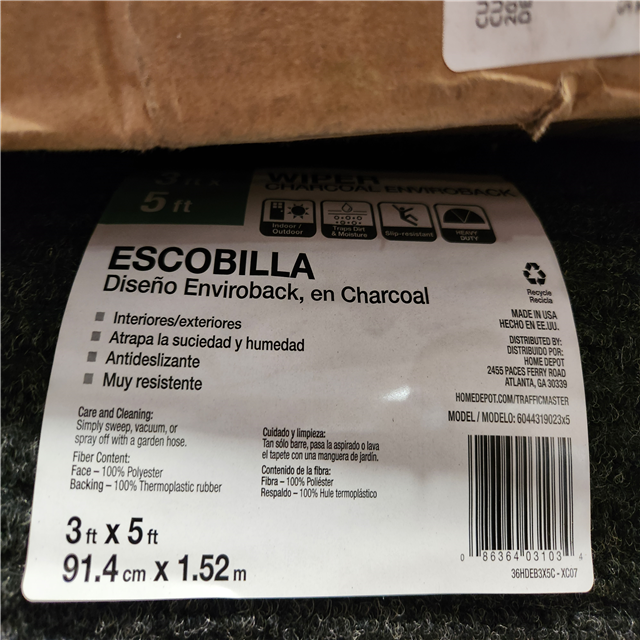 3 ft x
5 ft
WIPER
CHARCOAL ENVIROBACK
Indoor /
Outdoor
Traps Dirt
& Moisture
Slip-resistant
HEAVY
DUTY
ESCOBILLA
Diseño Enviroback, en Charcoal
Interiores/exteriores
Atrapa la suciedad y humedad
Antideslizante
Muy resistente
Recycle
Recicla
MADE IN USA
HECHO EN EE.UU.
DISTRIBUTED BY:
DISTRIBUIDO POR:
HOME DEPOT
2455 PACES FERRY ROAD
ATLANTA, GA 30339
HOMEDEPOT.COM/TRAFFICMASTER
MODEL / MODELO: 6044319023x5
Care and Cleaning:
Simply sweep, vacuum, or
spray off with a garden hose.
Fiber Content:
Face – 100% Polyester
Backing – 100% Thermoplastic rubber
Cuidado y limpieza:
Tan sólo barre, pasa la aspirado o lava
el tapete con una manguera de jardín.
Contenido de la fibra:
Fibra – 100% Poliéster
Respaldo – 100% Hule termoplástico
3 ft x 5 ft
91.4 cm x 1.52 m
0 86364 03103 4
36HDEB3X5C - XC07